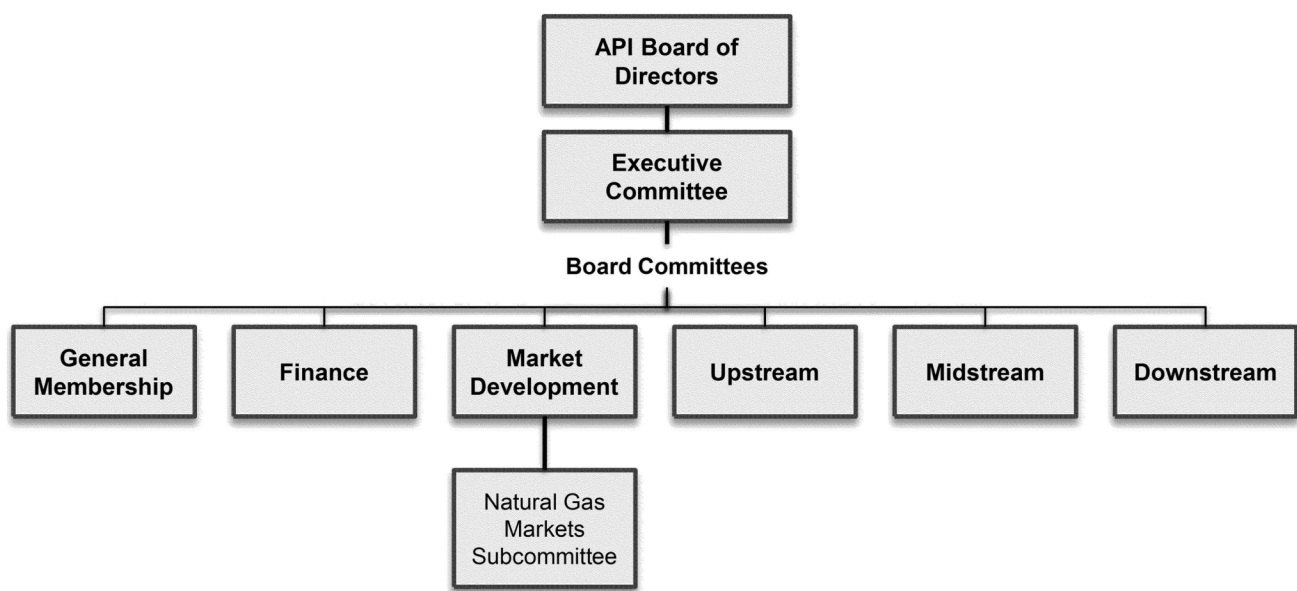 API Board of
Directors
Executive
Committee
Board Committees
General
Membership
Finance
Market
Development
Upstream
Midstream
Downstream
Natural Gas
Markets
Subcommittee